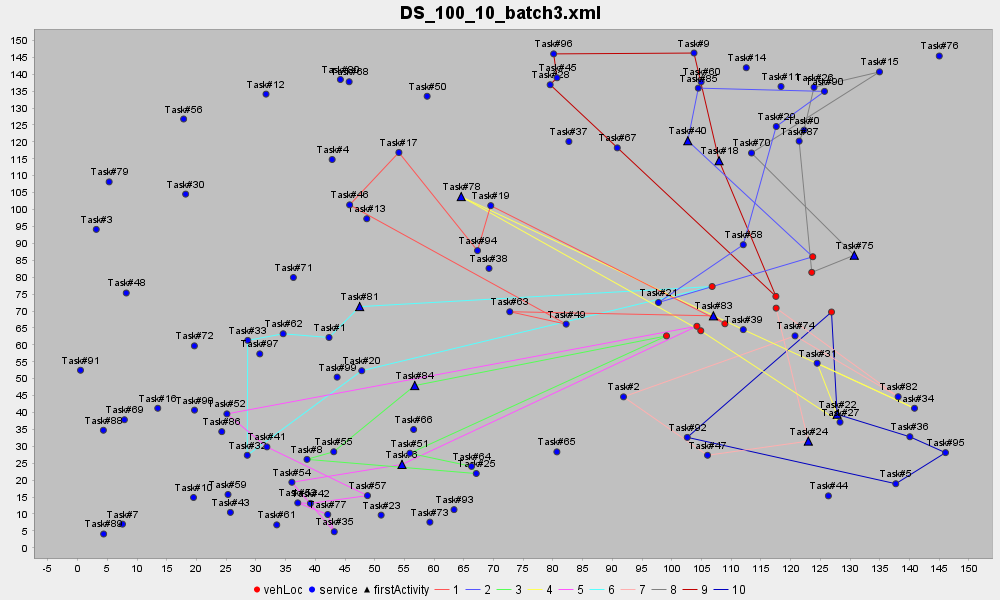 DS_100_10_batch3.xml
150
145
140
135
130
125
120
115
110
105
100
95
90
85
80
75
70
65
60
55
50
45
40
35
30
25
20
15
10
5
0
-5 0 5 10 15 20 25 30 35 40 45 50 55 60 65 70 75 80 85 90 95 100 105 110 115 120 125 130 135 140 145 150
Task#96
Task#9
Task#76
Task#14
Task#15
Task#45
Task#28
Task#60
Task#85
Task#11
Task#90
Task#12
Task#50
Task#56
Task#29
Task#0
Task#87
Task#40
Task#37
Task#67
Task#70
Task#18
Task#17
Task#4
Task#79
Task#30
Task#78
Task#19
Task#46
Task#13
Task#3
Task#94
Task#58
Task#75
Task#38
Task#71
Task#48
Task#81
Task#21
Task#63
Task#83
Task#49
Task#39
Task#74
Task#33
Task#62
Task#1
Task#72
Task#97
Task#31
Task#91
Task#99
Task#20
Task#84
Task#2
Task#82
Task#34
Task#16
Task#98
Task#52
Task#69
Task#88
Task#86
Task#22
Task#27
Task#66
Task#92
Task#24
Task#36
Task#41
Task#32
Task#8
Task#55
Task#51
Task#65
Task#47
Task#95
Task#64
Task#25
Task#54
Task#5
Task#10
Task#59
Task#57
Task#44
Task#42
Task#43
Task#77
Task#23
Task#93
Task#73
Task#7
Task#89
Task#61
Task#35
vehLoc service firstActivity 1 2 3 4 5 6 7 8 9 10